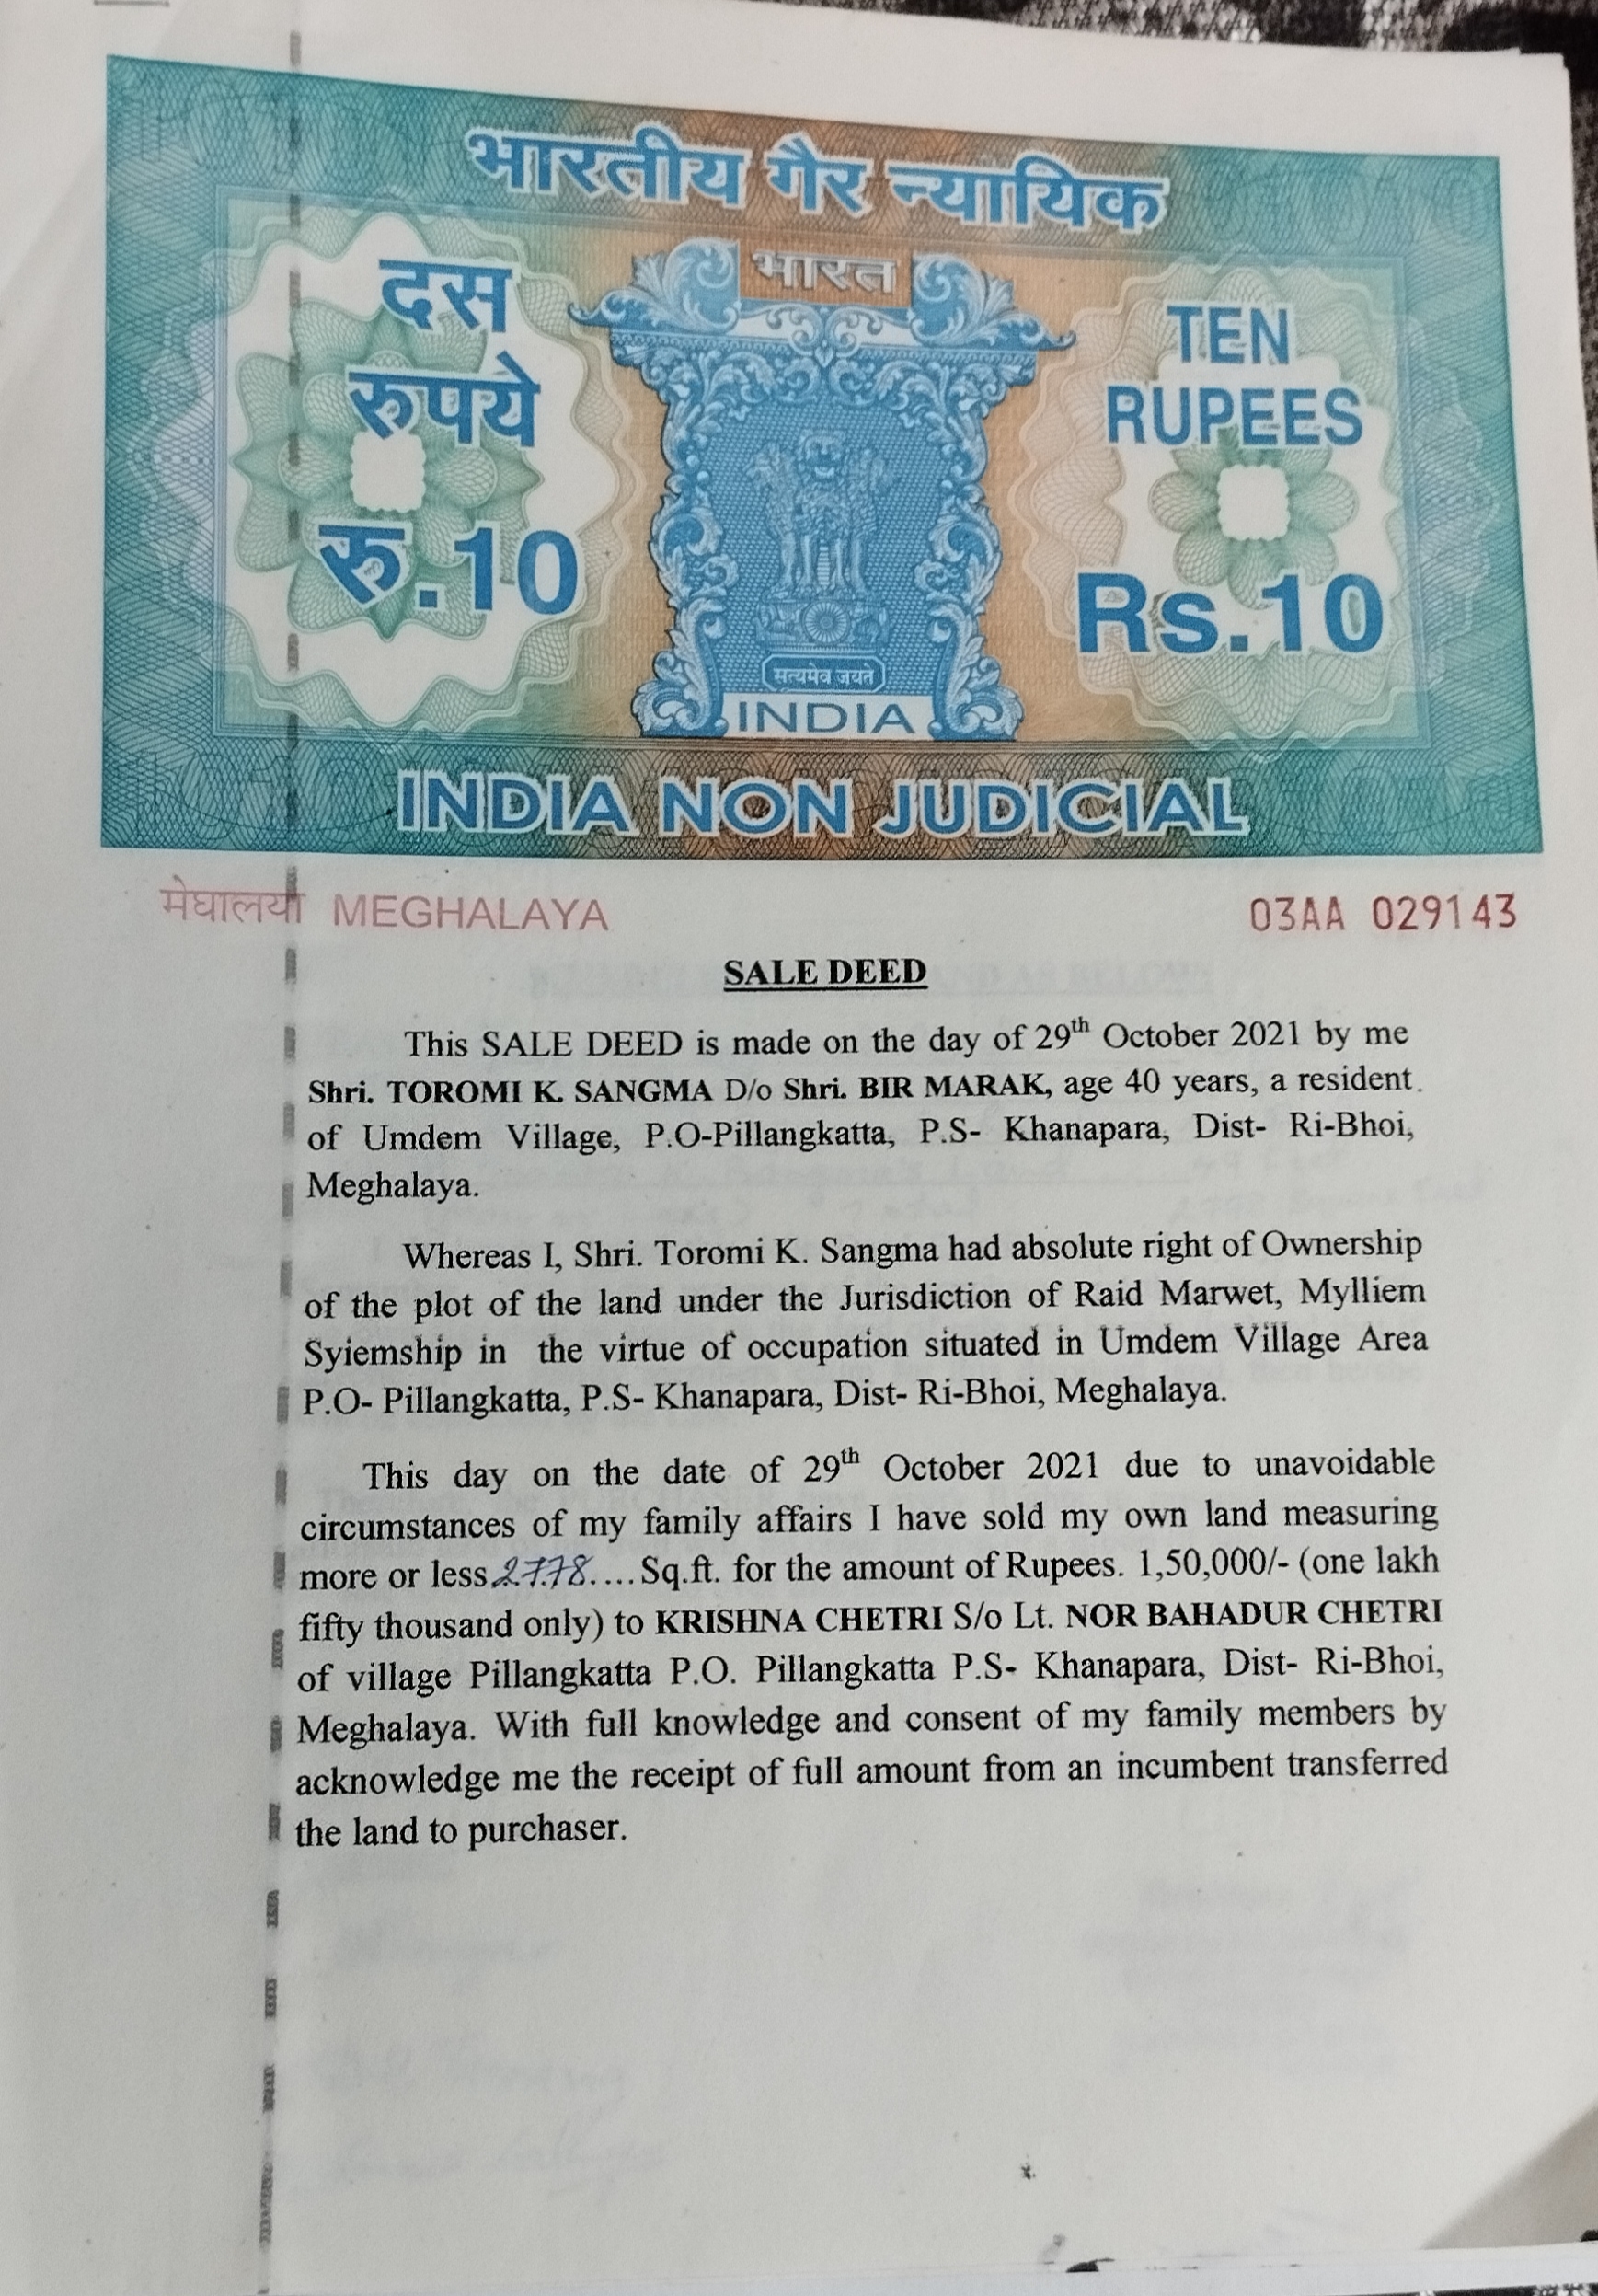 भारतीय गैर न्यायिक
भारत
दस
रुपये
रु.10
TEN
RUPEES
Rs.10
सत्यमेव जयते
INDIA
INDIA NON JUDICIAL
मेघालय MEGHALAYA
03AA 029143
SALE DEED
This SALE DEED is made on the day of 29th October 2021 by me
Shri. TOROMI K. SANGMA D/o Shri. BIR MARAK, age 40 years, a resident
of Umdem Village, P.O-Pillangkatta, P.S- Khanapara, Dist- Ri-Bhoi,
Meghalaya.
Whereas I, Shri. Toromi K. Sangma had absolute right of Ownership
of the plot of the land under the Jurisdiction of Raid Marwet, Mylliem
Syiemship in the virtue of occupation situated in Umdem Village Area
P.O- Pillangkatta, P.S- Khanapara, Dist- Ri-Bhoi, Meghalaya.
This day on the date of 29th October 2021 due to unavoidable
circumstances of my family affairs I have sold my own land measuring
more or less 2778....Sq.ft. for the amount of Rupees. 1,50,000/- (one lakh
fifty thousand only) to KRISHNA CHETRI S/o Lt. NOR BAHADUR CHETRI
of village Pillangkatta P.O. Pillangkatta P.S- Khanapara, Dist- Ri-Bhoi,
Meghalaya. With full knowledge and consent of my family members by
acknowledge me the receipt of full amount from an incumbent transferred
the land to purchaser.